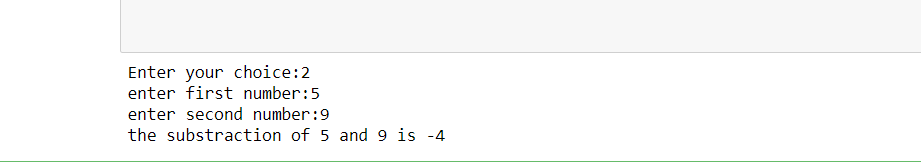 Enter your choice:2
enter first number:5
enter second number:9
the substraction of 5 and 9 is -4